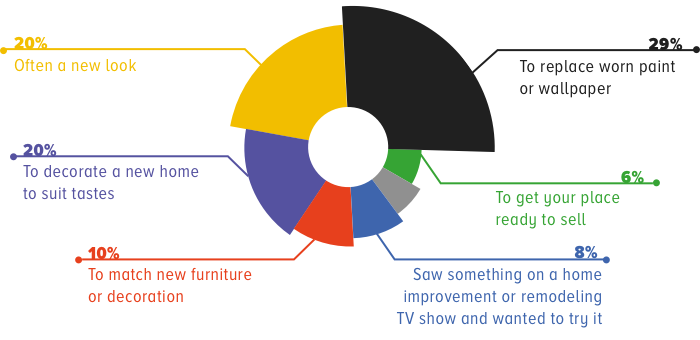 20%
Often a new look
29%
To replace worn paint
or wallpaper
20%
To decorate a new home
to suit tastes
6%
To get your place
ready to sell
10%
To match new furniture
or decoration
8%
Saw something on a home
improvement or remodeling
TV show and wanted to try it